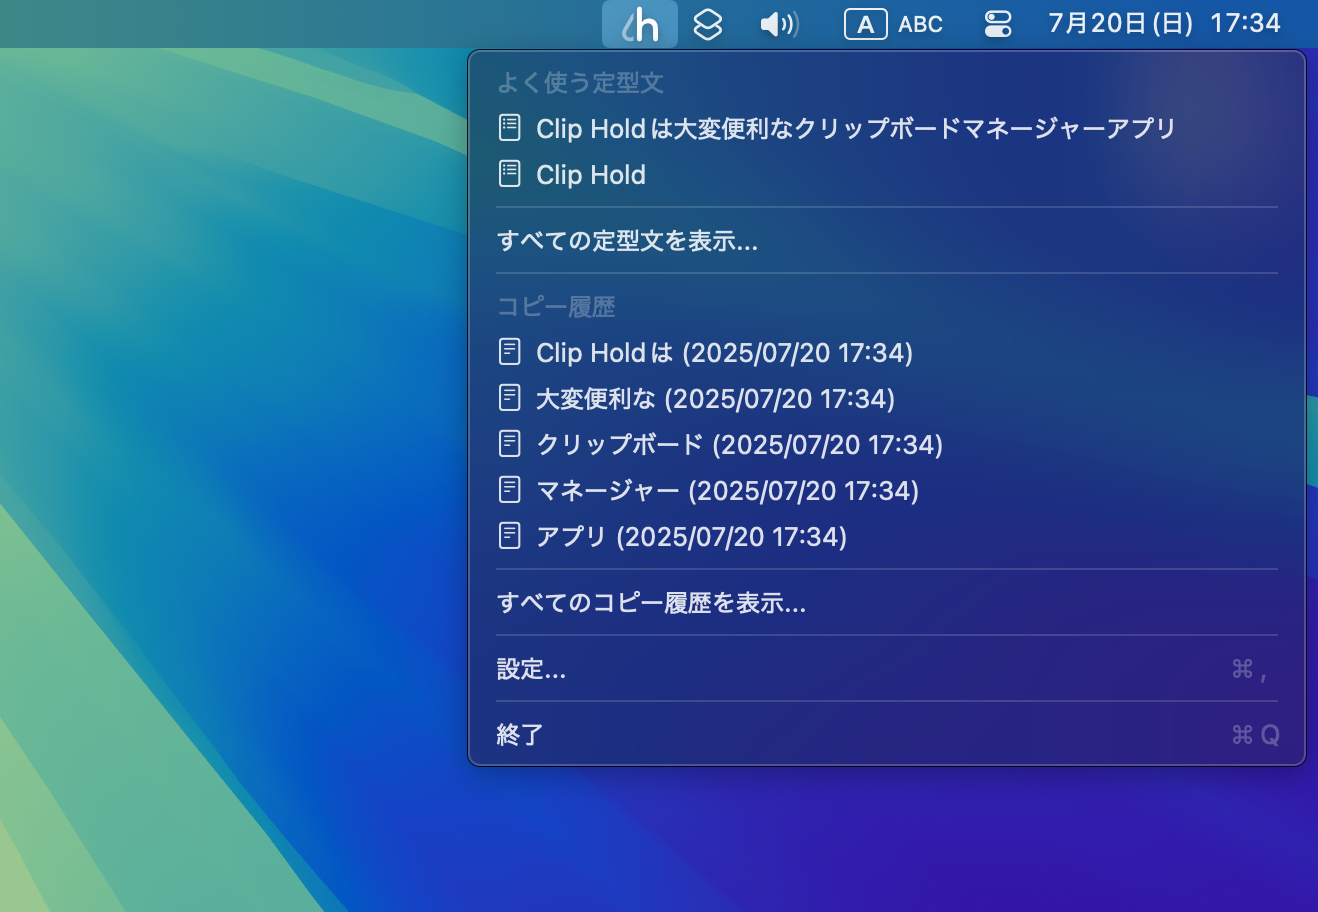 h A ABC 7月20日(日) 17:34
よく使う定型文
Clip Holdは大変便利なクリップボードマネージャーアプリ
Clip Hold
すべての定型文を表示...
コピー履歴
Clip Holdは (2025/07/20 17:34)
大変便利な (2025/07/20 17:34)
クリップボード (2025/07/20 17:34)
マネージャー (2025/07/20 17:34)
アプリ (2025/07/20 17:34)
すべてのコピー履歴を表示...
設定... ⌘ ,
終了 ⌘ Q